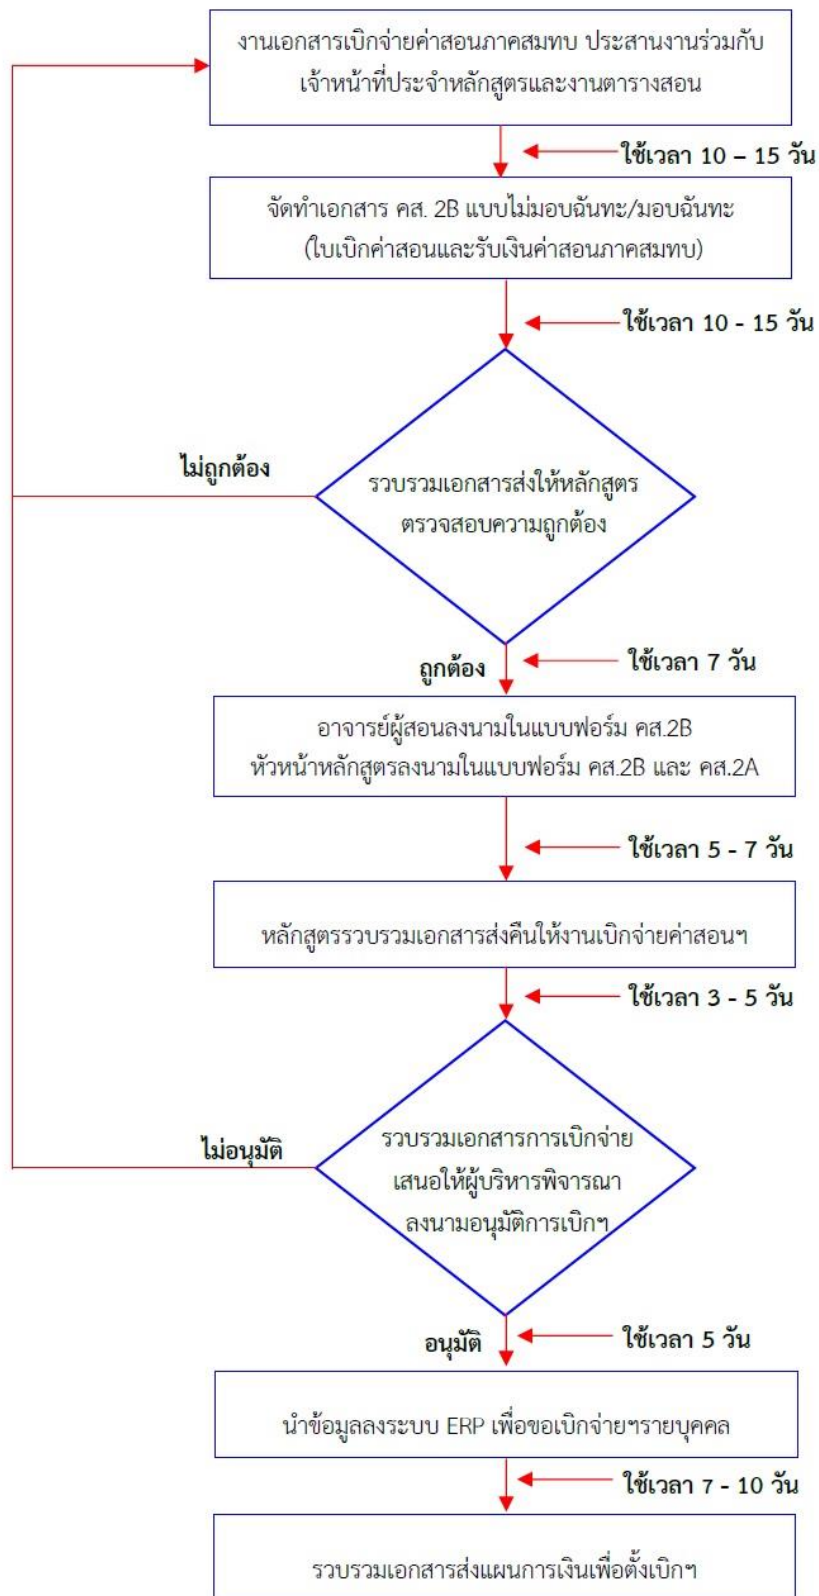 งานเอกสารเบิกจ่ายค่าสอนภาคสมทบ ประสานงานร่วมกับ
เจ้าหน้าที่ประจำหลักสูตรและงานตารางสอน
ใช้เวลา 10 – 15 วัน
จัดทำเอกสาร คส. 2B แบบไม่มอบฉันทะ/มอบฉันทะ
(ใบเบิกค่าสอนและรับเงินค่าสอนภาคสมทบ)
ใช้เวลา 10 - 15 วัน
ไม่ถูกต้อง
รวบรวมเอกสารส่งให้หลักสูตร
ตรวจสอบความถูกต้อง
ถูกต้อง
ใช้เวลา 7 วัน
อาจารย์ผู้สอนลงนามในแบบฟอร์ม คส.2B
หัวหน้าหลักสูตรลงนามในแบบฟอร์ม คส.2B และ คส.2A
ใช้เวลา 5 - 7 วัน
หลักสูตรรวบรวมเอกสารส่งคืนให้งานเบิกจ่ายค่าสอนฯ
ใช้เวลา 3 - 5 วัน
ไม่อนุมัติ
รวบรวมเอกสารการเบิกจ่าย
เสนอให้ผู้บริหารพิจารณา
ลงนามอนุมัติการเบิกฯ
อนุมัติ
ใช้เวลา 5 วัน
นำข้อมูลลงระบบ ERP เพื่อขอเบิกจ่ายฯรายบุคคล
ใช้เวลา 7 - 10 วัน
รวบรวมเอกสารส่งแผนการเงินเพื่อตั้งเบิกฯ